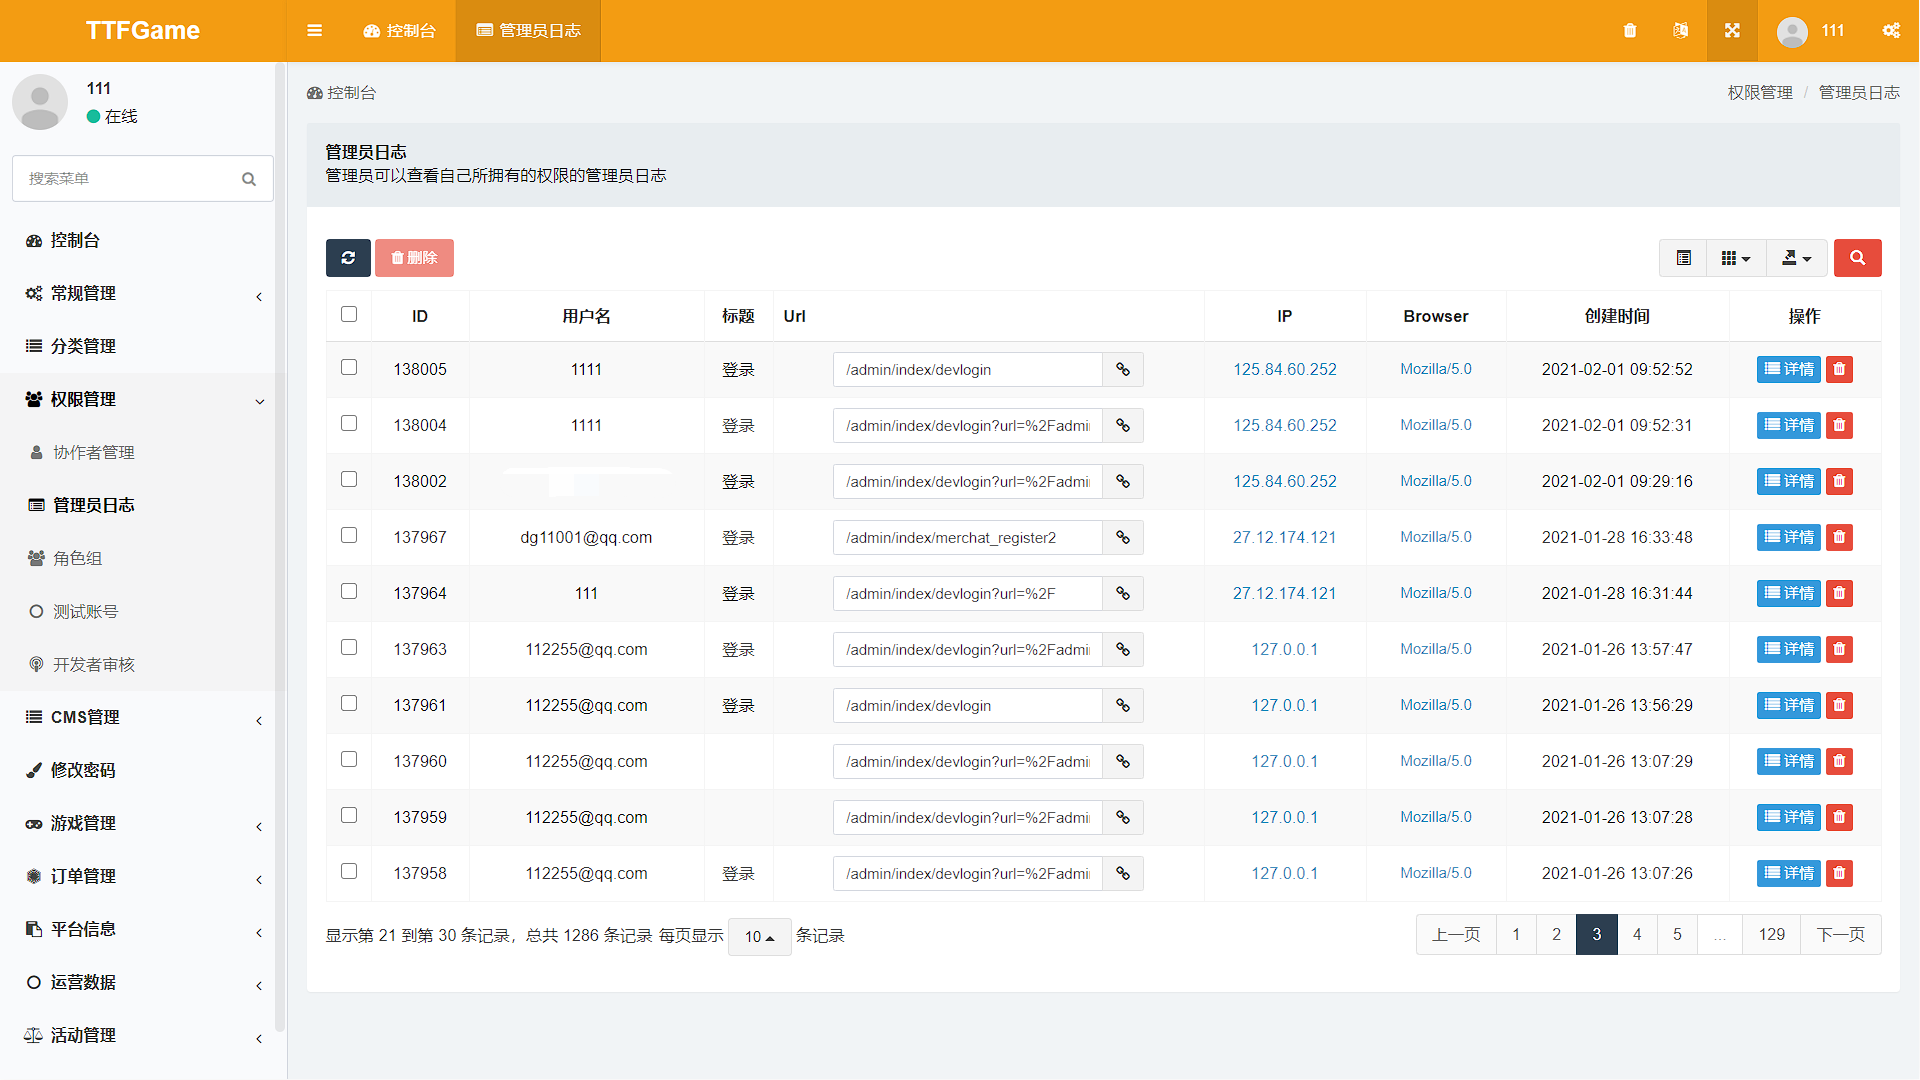 TTFGame
控制台
管理员日志
111
111
在线
搜索菜单
控制台
常规管理
分类管理
权限管理
协作者管理
管理员日志
角色组
测试账号
开发者审核
CMS管理
修改密码
游戏管理
订单管理
平台信息
运营数据
活动管理
控制台
权限管理 / 管理员日志
管理员日志
管理员可以查看自己所拥有的权限的管理员日志
删除
ID 用户名 标题 Url IP Browser 创建时间 操作
138005 1111 登录 /admin/index/devlogin 125.84.60.252 Mozilla/5.0 2021-02-01 09:52:52 详情
138004 1111 登录 /admin/index/devlogin?url=%2Fadmi 125.84.60.252 Mozilla/5.0 2021-02-01 09:52:31 详情
138002 登录 /admin/index/devlogin?url=%2Fadmi 125.84.60.252 Mozilla/5.0 2021-02-01 09:29:16 详情
137967 dg11001@qq.com 登录 /admin/index/merchat_register2 27.12.174.121 Mozilla/5.0 2021-01-28 16:33:48 详情
137964 111 登录 /admin/index/devlogin?url=%2F 27.12.174.121 Mozilla/5.0 2021-01-28 16:31:44 详情
137963 112255@qq.com 登录 /admin/index/devlogin?url=%2Fadmi 127.0.0.1 Mozilla/5.0 2021-01-26 13:57:47 详情
137961 112255@qq.com 登录 /admin/index/devlogin 127.0.0.1 Mozilla/5.0 2021-01-26 13:56:29 详情
137960 112255@qq.com /admin/index/devlogin?url=%2Fadmi 127.0.0.1 Mozilla/5.0 2021-01-26 13:07:29 详情
137959 112255@qq.com /admin/index/devlogin?url=%2Fadmi 127.0.0.1 Mozilla/5.0 2021-01-26 13:07:28 详情
137958 112255@qq.com 登录 /admin/index/devlogin?url=%2Fadmi 127.0.0.1 Mozilla/5.0 2021-01-26 13:07:26 详情
显示第 21 到第 30 条记录，总共 1286 条记录 每页显示 10 条记录
上一页 1 2 3 4 5 ... 129 下一页